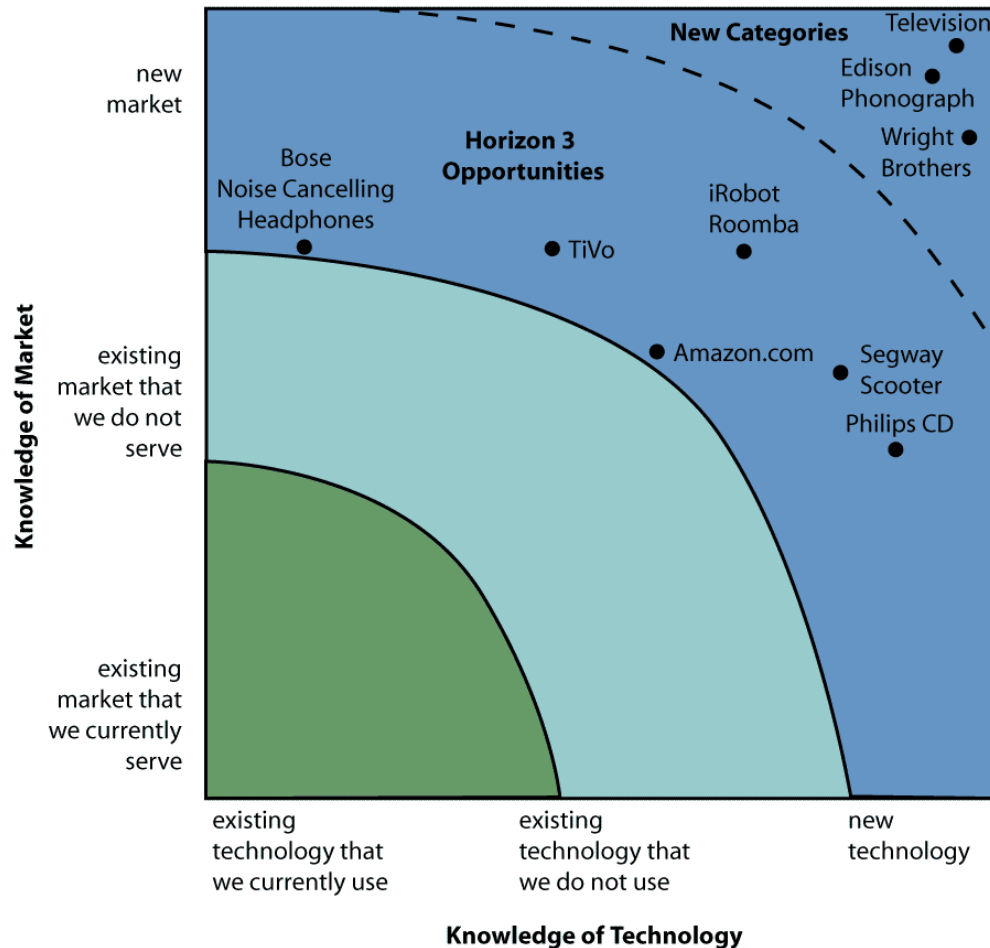 New Categories
Television
Edison
Phonograph
Wright
Brothers
new
market
Horizon 3
Opportunities
Bose
Noise Cancelling
Headphones
iRobot
Roomba
TiVo
Amazon.com
Segway
Scooter
Philips CD
Knowledge of Market
existing
market that
we do not
serve
existing
market that
we currently
serve
existing
technology that
we currently use
existing
technology that
we do not use
new
technology
Knowledge of Technology